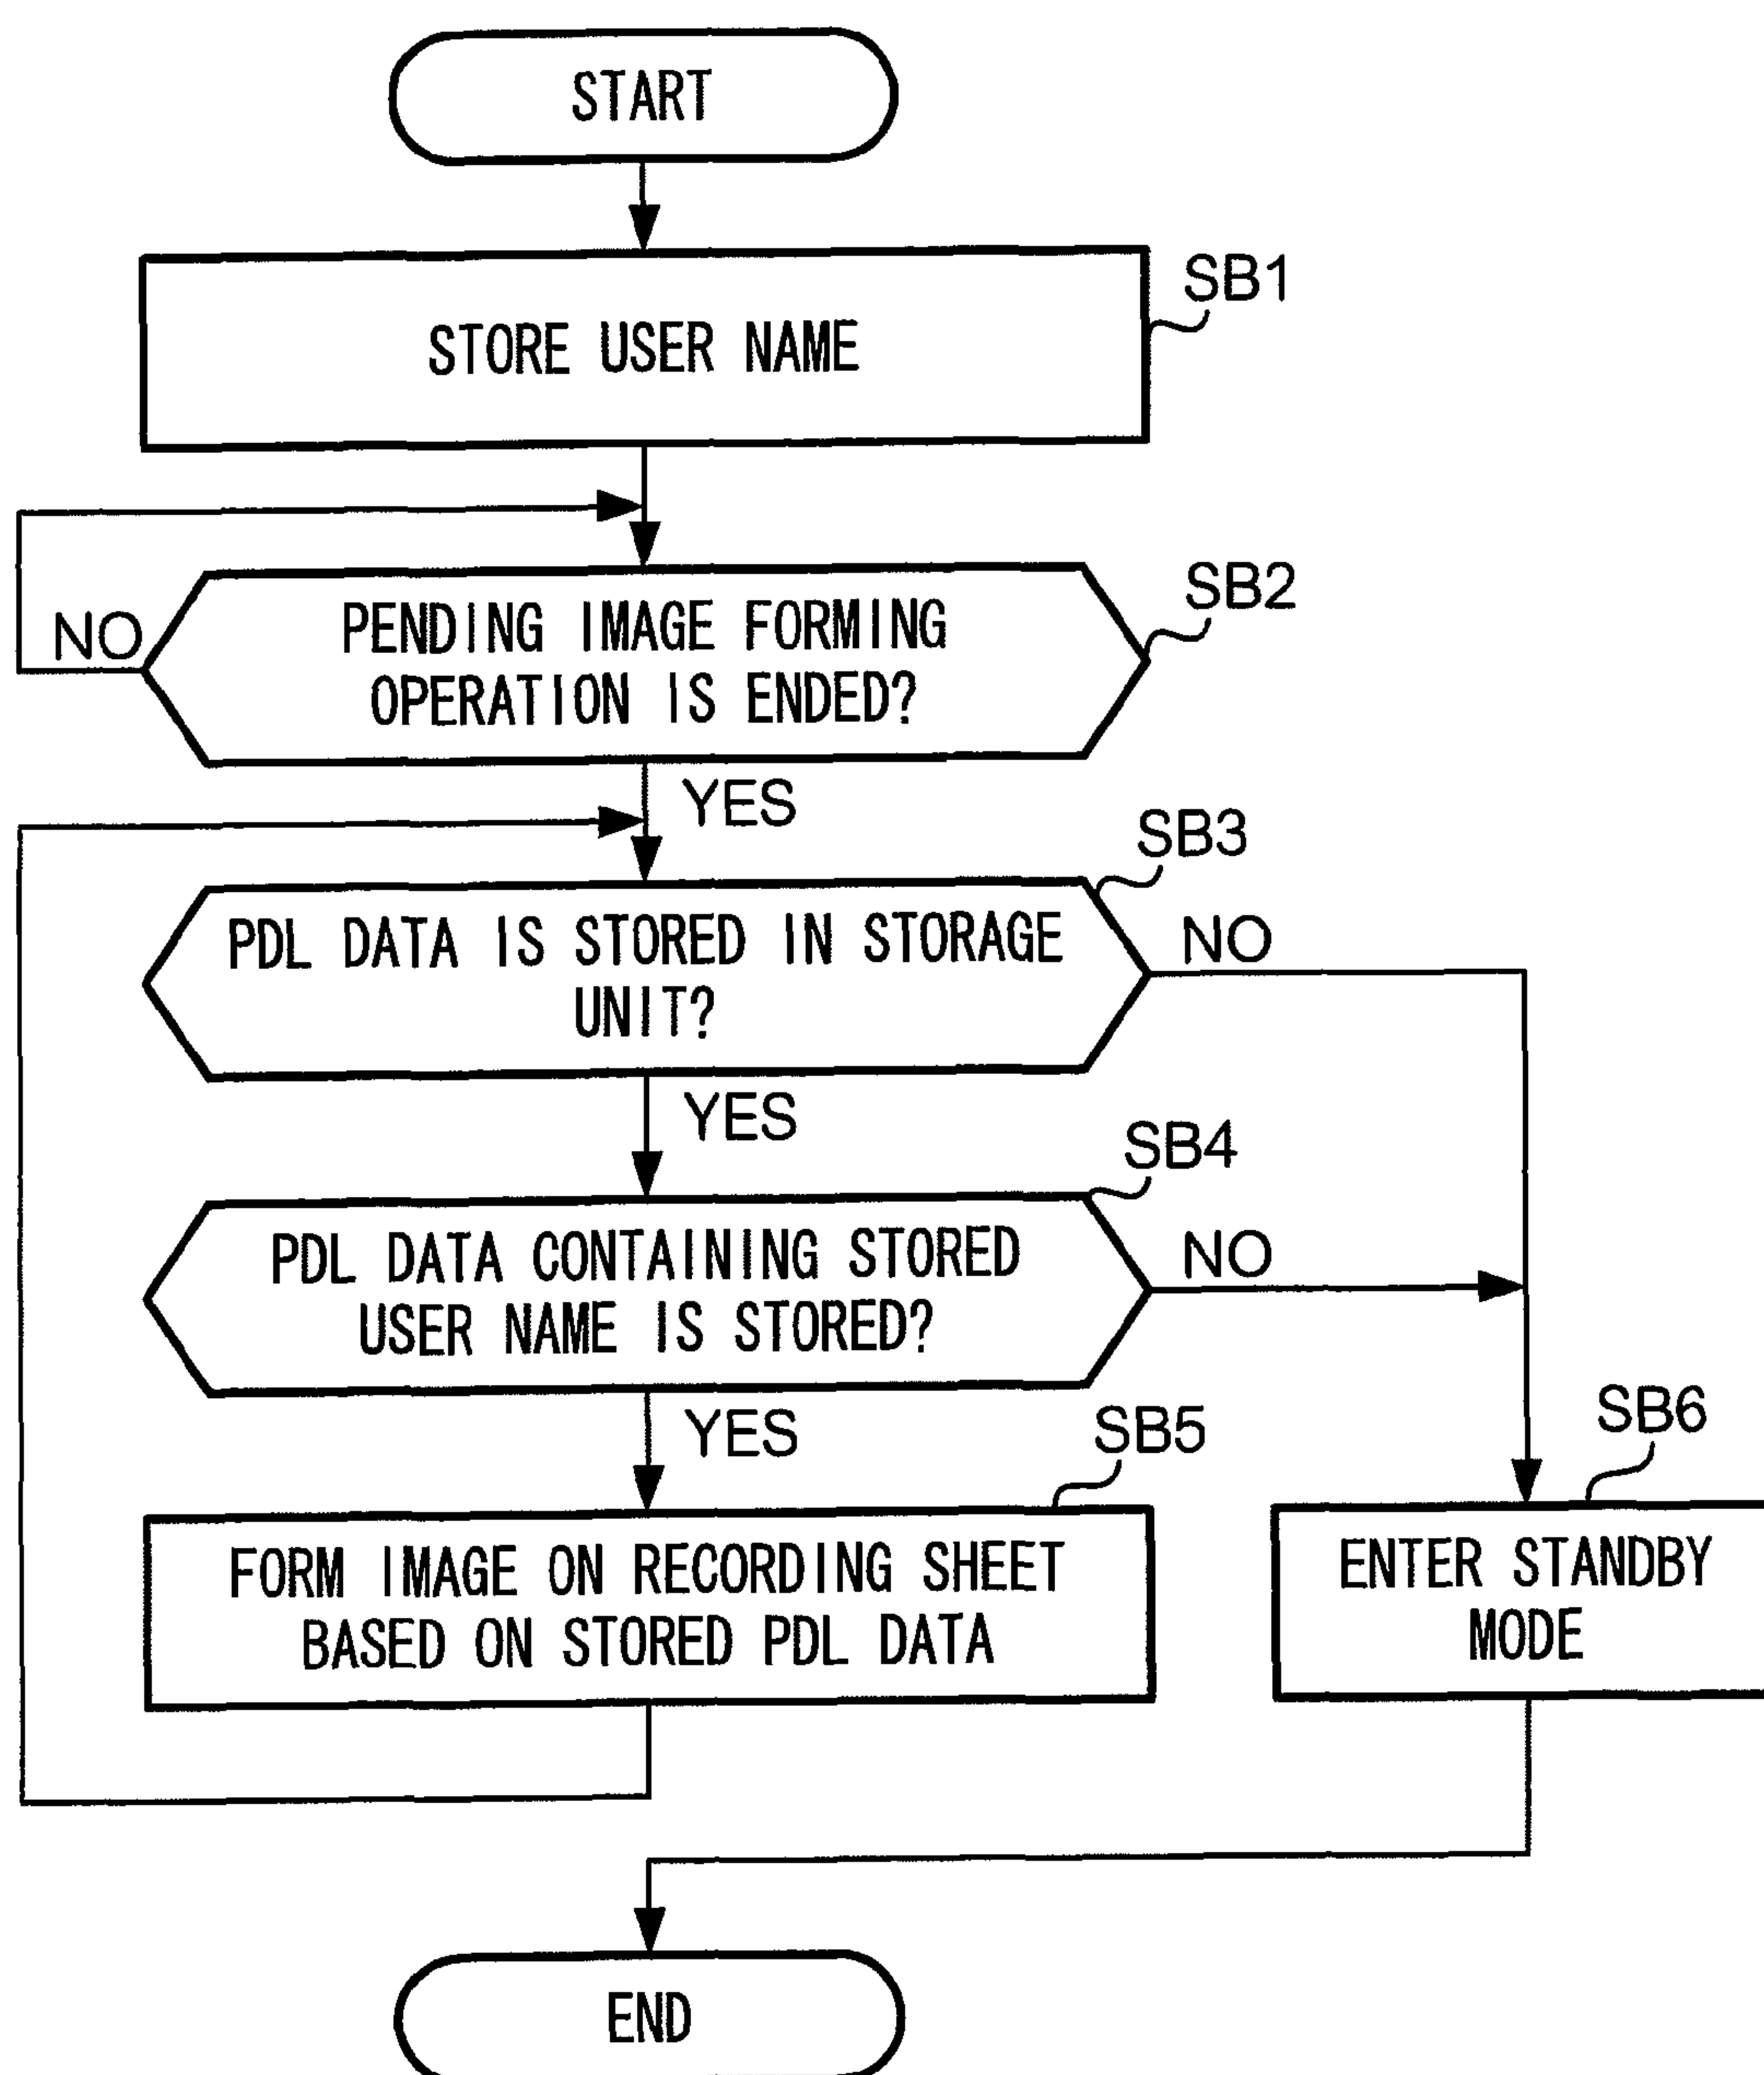 START
SB1
STORE USER NAME
SB2
NO
PENDING IMAGE FORMING
OPERATION IS ENDED?
YES
SB3
PDL DATA IS STORED IN STORAGE
UNIT?
NO
YES
SB4
PDL DATA CONTAINING STORED
USER NAME IS STORED?
NO
YES
SB5
FORM IMAGE ON RECORDING SHEET
BASED ON STORED PDL DATA
SB6
ENTER STANDBY
MODE
END